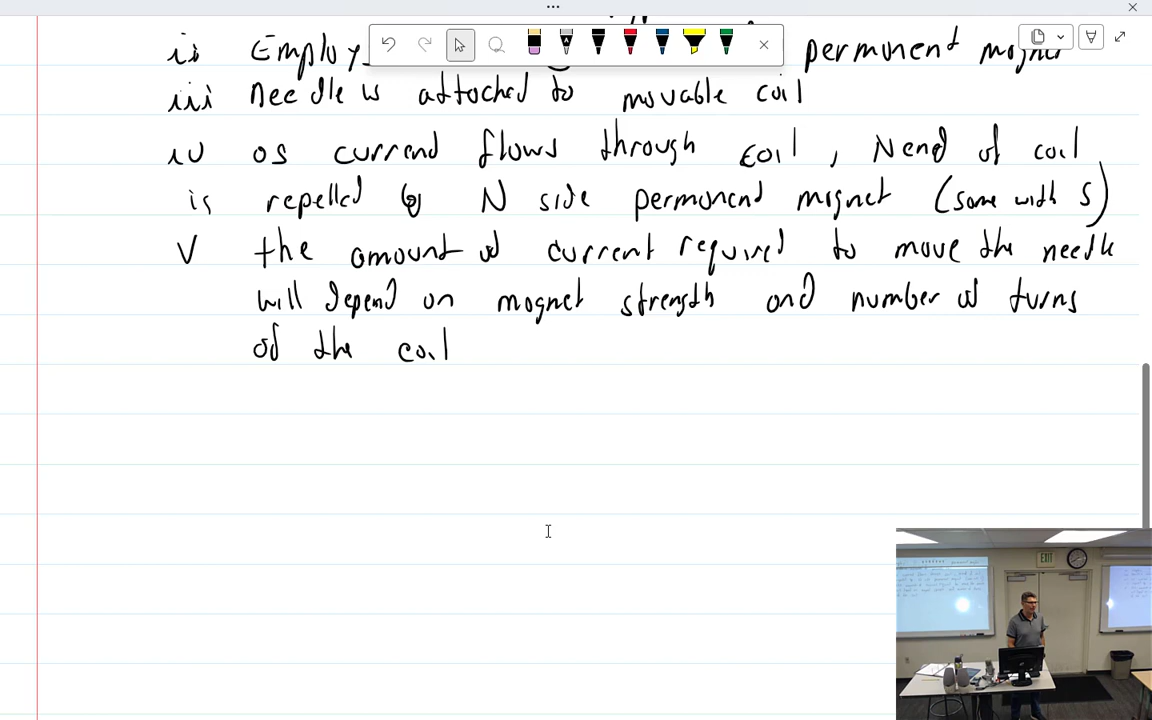 ii Employs permanent magnet
iii needle is attached to movable coil
iv as current flows through coil, N end of coil
is repelled by N side permanent magnet (same with S)
V the amount of current required to move the needle
will depend on magnet strength and number of turns
of the coil
EXIT